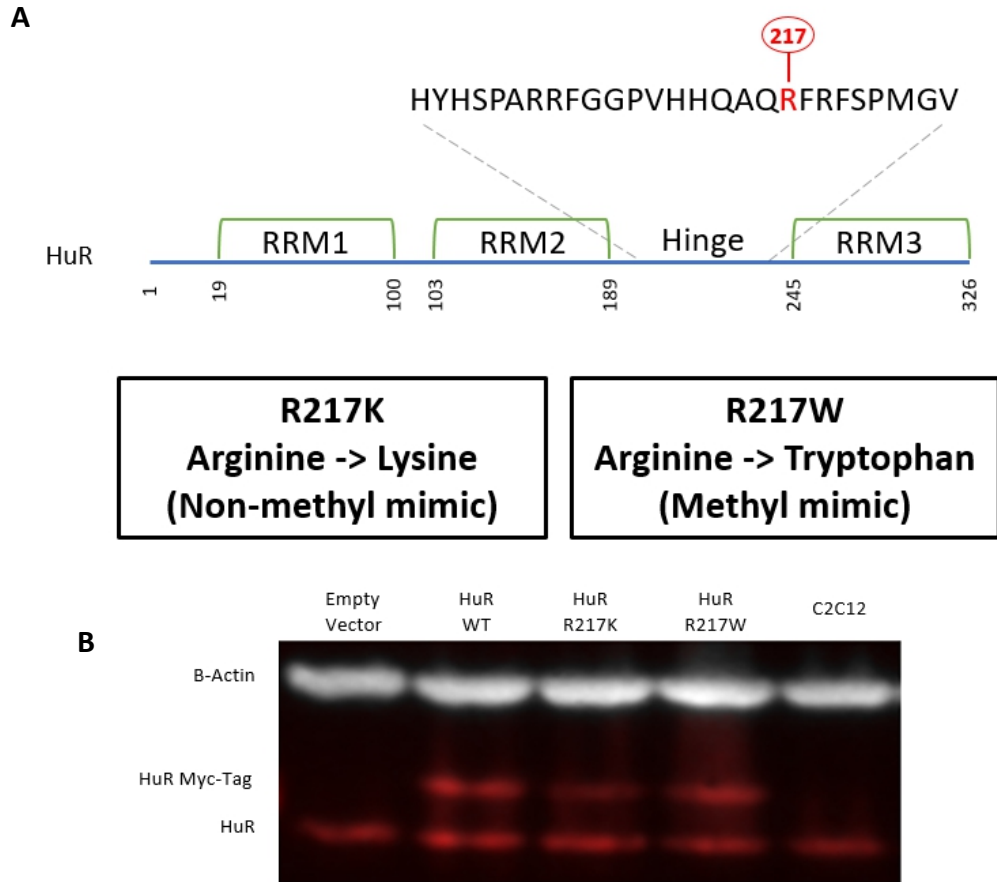 A
217
HYHSPARRFGGPVHHQAQRFRFSPMGV
HuR
RRM1
RRM2
Hinge
RRM3
1
19
100
103
189
245
326
R217K
Arginine -> Lysine
(Non-methyl mimic)
R217W
Arginine -> Tryptophan
(Methyl mimic)
B
Empty
Vector
HuR
WT
HuR
R217K
HuR
R217W
C2C12
B-Actin
HuR Myc-Tag
HuR